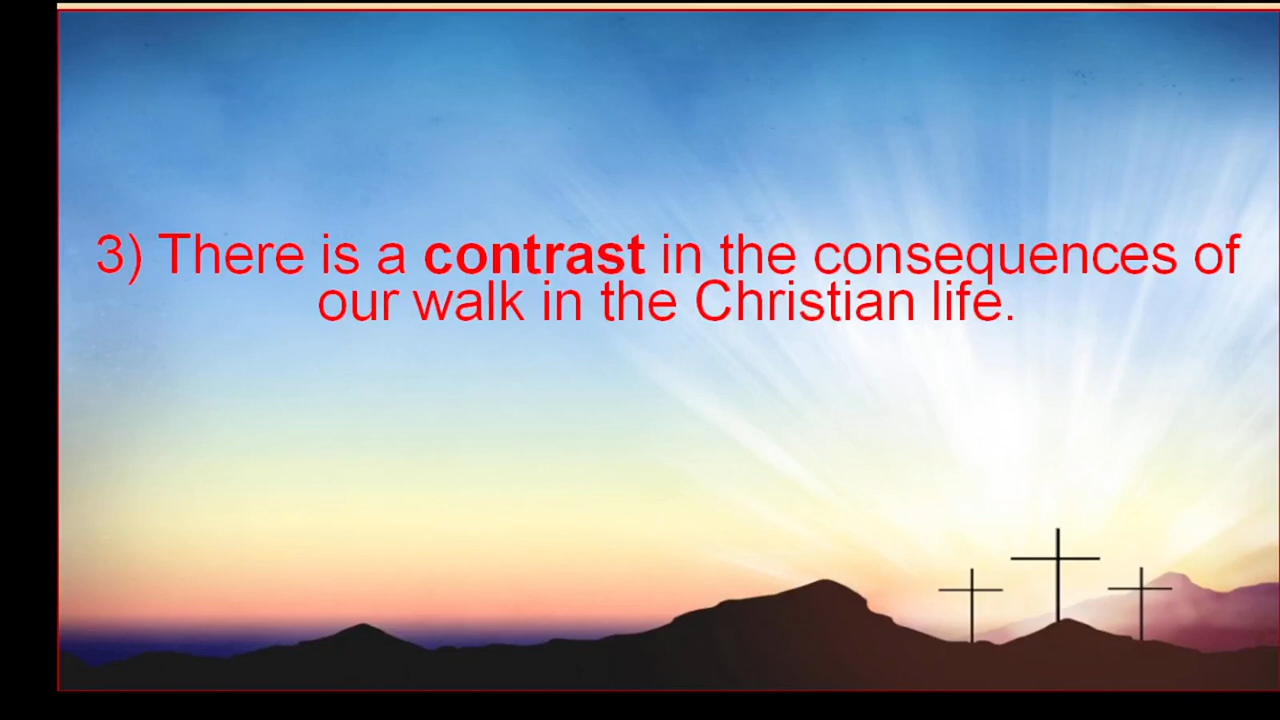 3) There is a contrast in the consequences of
our walk in the Christian life.